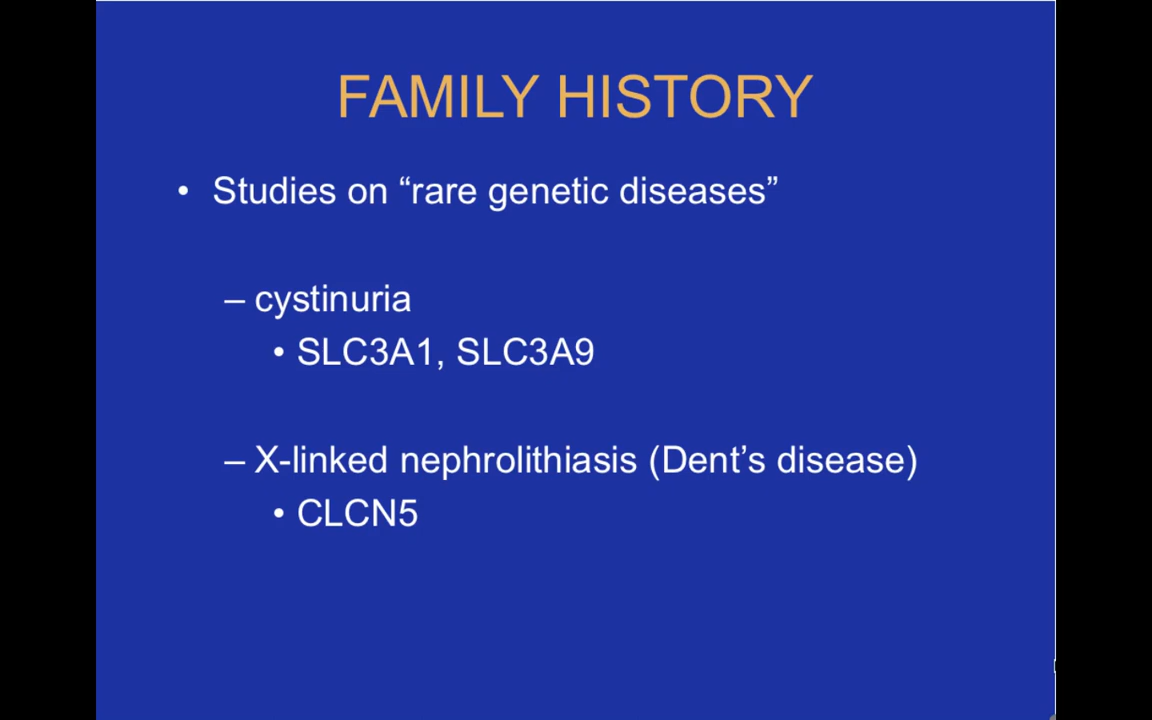 FAMILY HISTORY
• Studies on “rare genetic diseases”
– cystinuria
• SLC3A1, SLC3A9
– X-linked nephrolithiasis (Dent’s disease)
• CLCN5